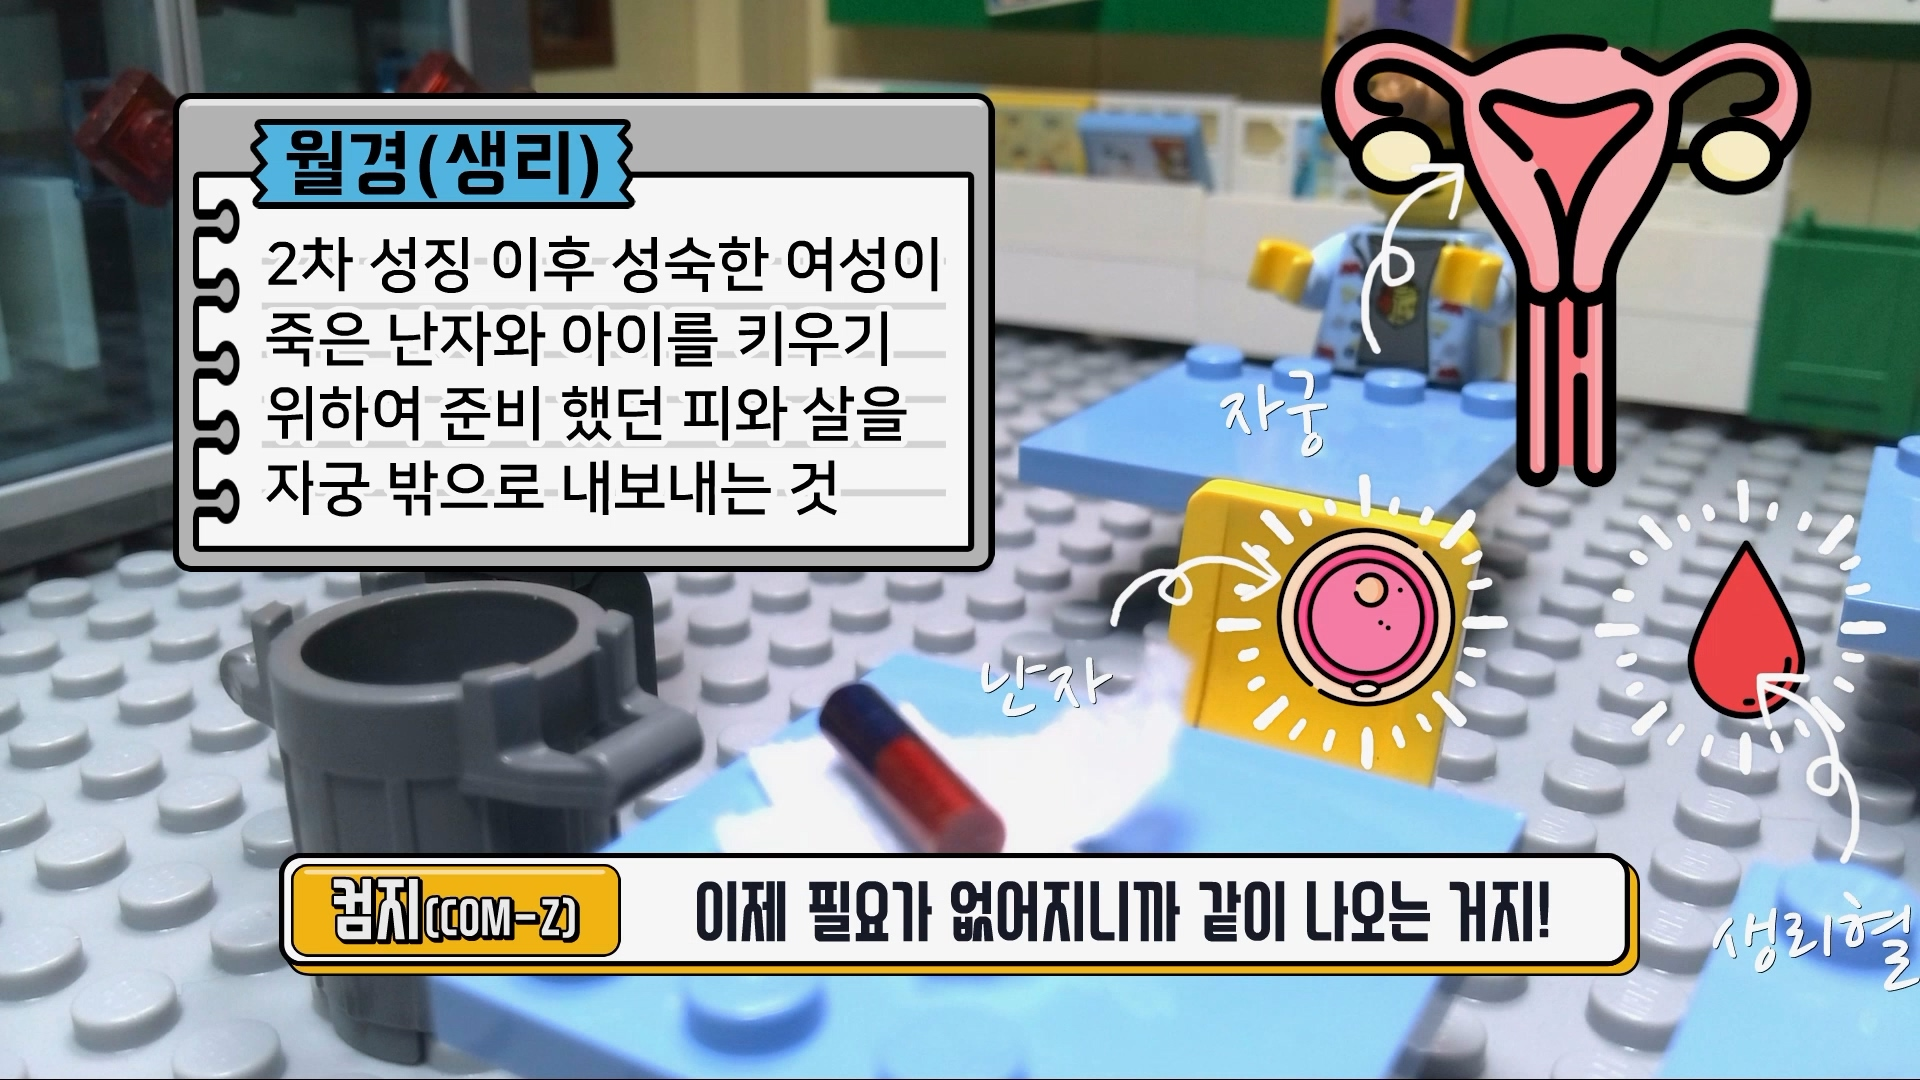 월경(생리)
2차 성징 이후 성숙한 여성이
죽은 난자와 아이를 키우기
위하여 준비 했던 피와 살을
자궁 밖으로 내보내는 것
자궁
난자
생리혈
컴지(COM-Z)
이제 필요가 없어지니까 같이 나오는 거지!